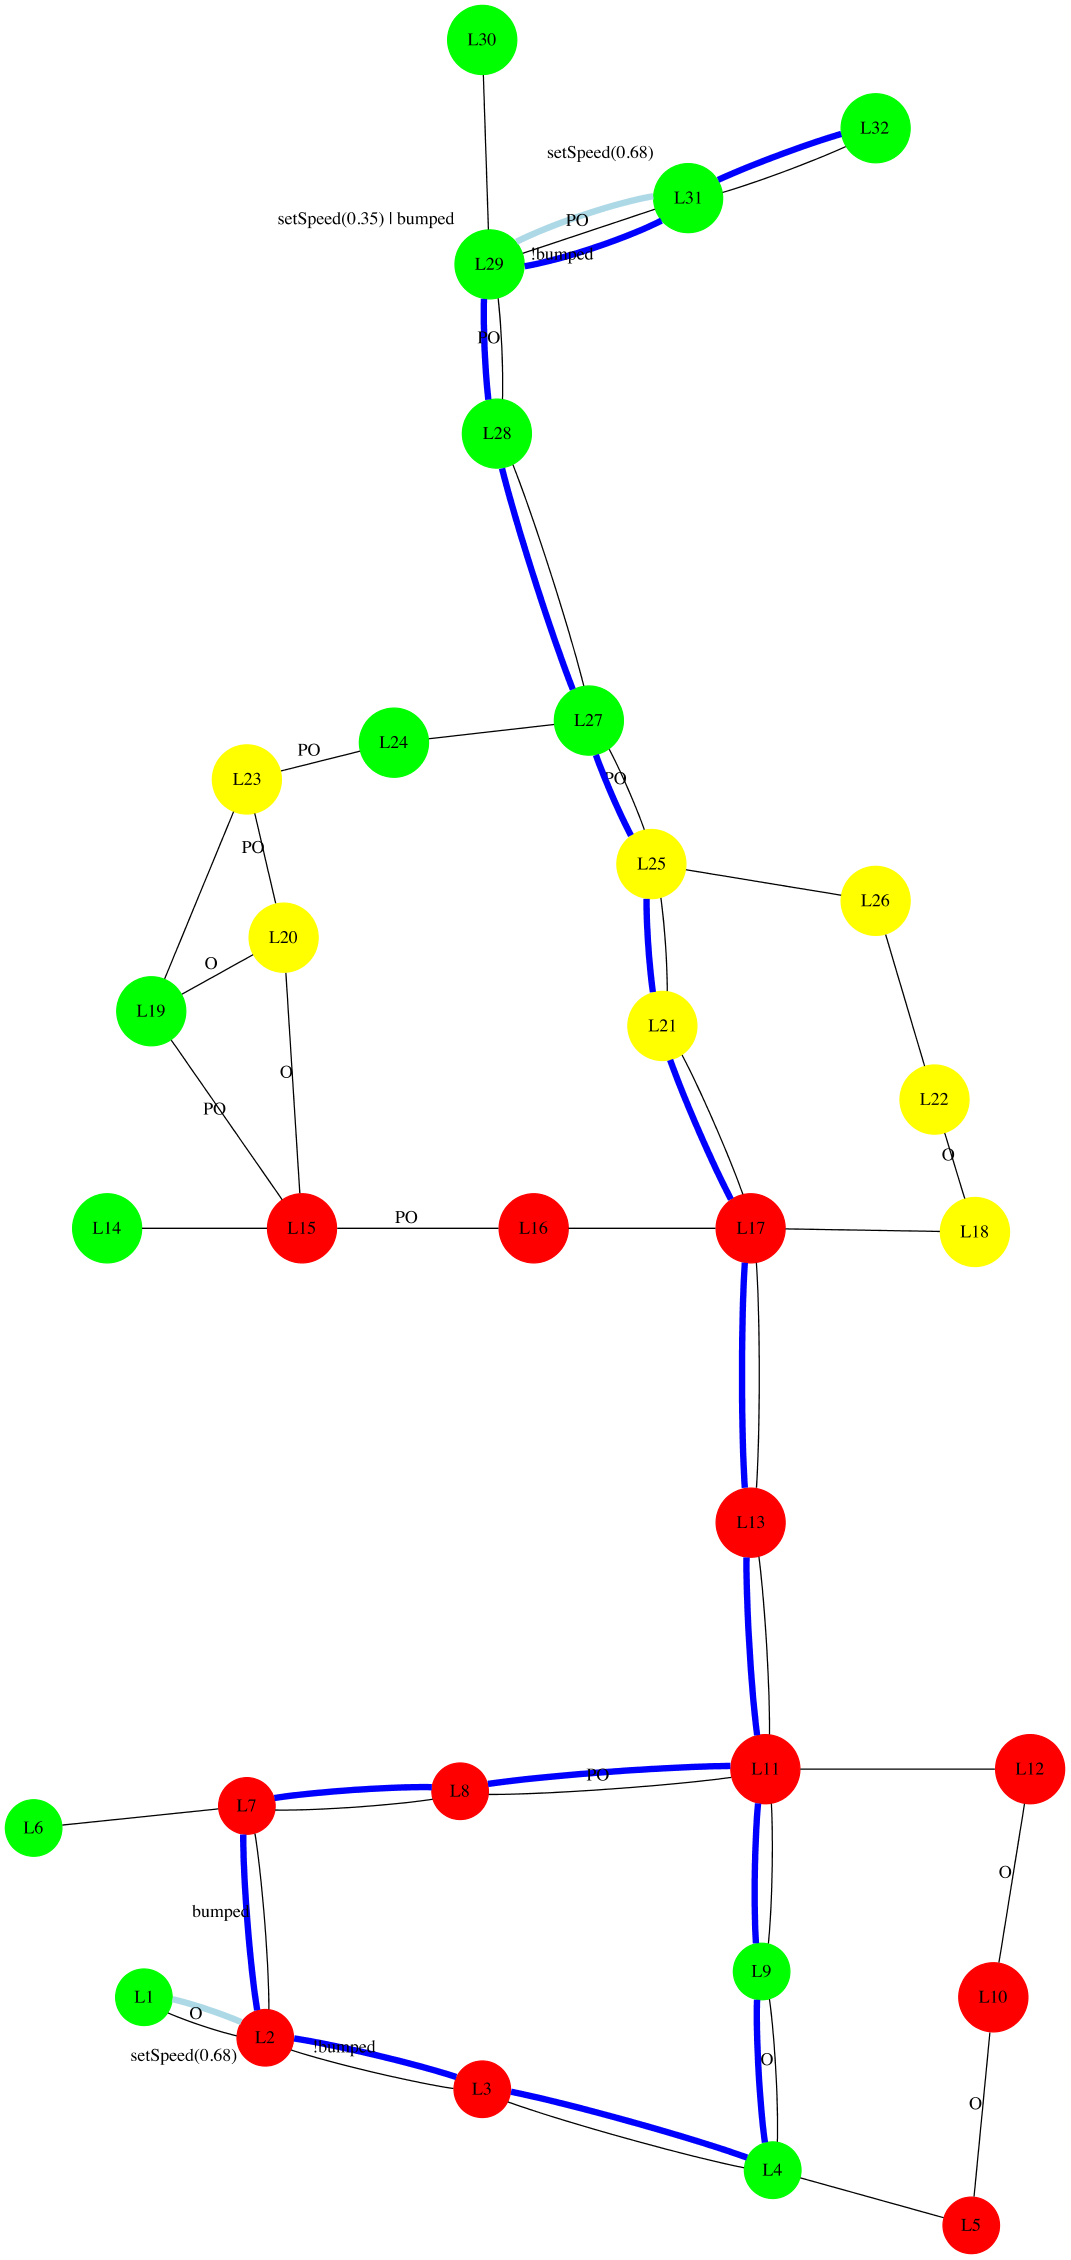 L30
L32
setSpeed(0.68)
L31
setSpeed(0.35) | bumped
PO
!bumped
L29
PO
L28
L27
L24
PO
L23
PO
PO
L25
L26
L20
O
L19
L21
O
L22
PO
O
L14
L15
PO
L16
L17
L18
L13
L11
L12
PO
L8
L7
L6
O
bumped
L9
L10
L1
O
L2
!bumped
setSpeed(0.68)
O
L3
O
L4
L5